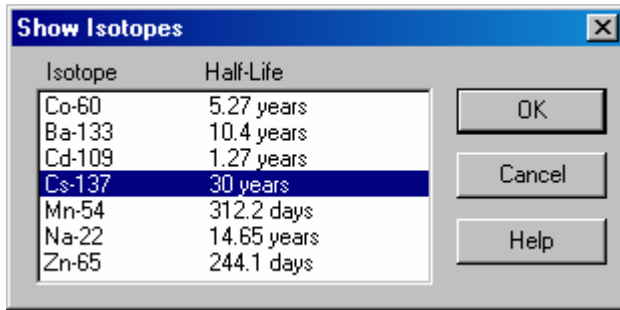 Show Isotopes
Isotope Half-Life
Co-60 5.27 years
Ba-133 10.4 years
Cd-109 1.27 years
Cs-137 30 years
Mn-54 312.2 days
Na-22 14.65 years
Zn-65 244.1 days
OK
Cancel
Help